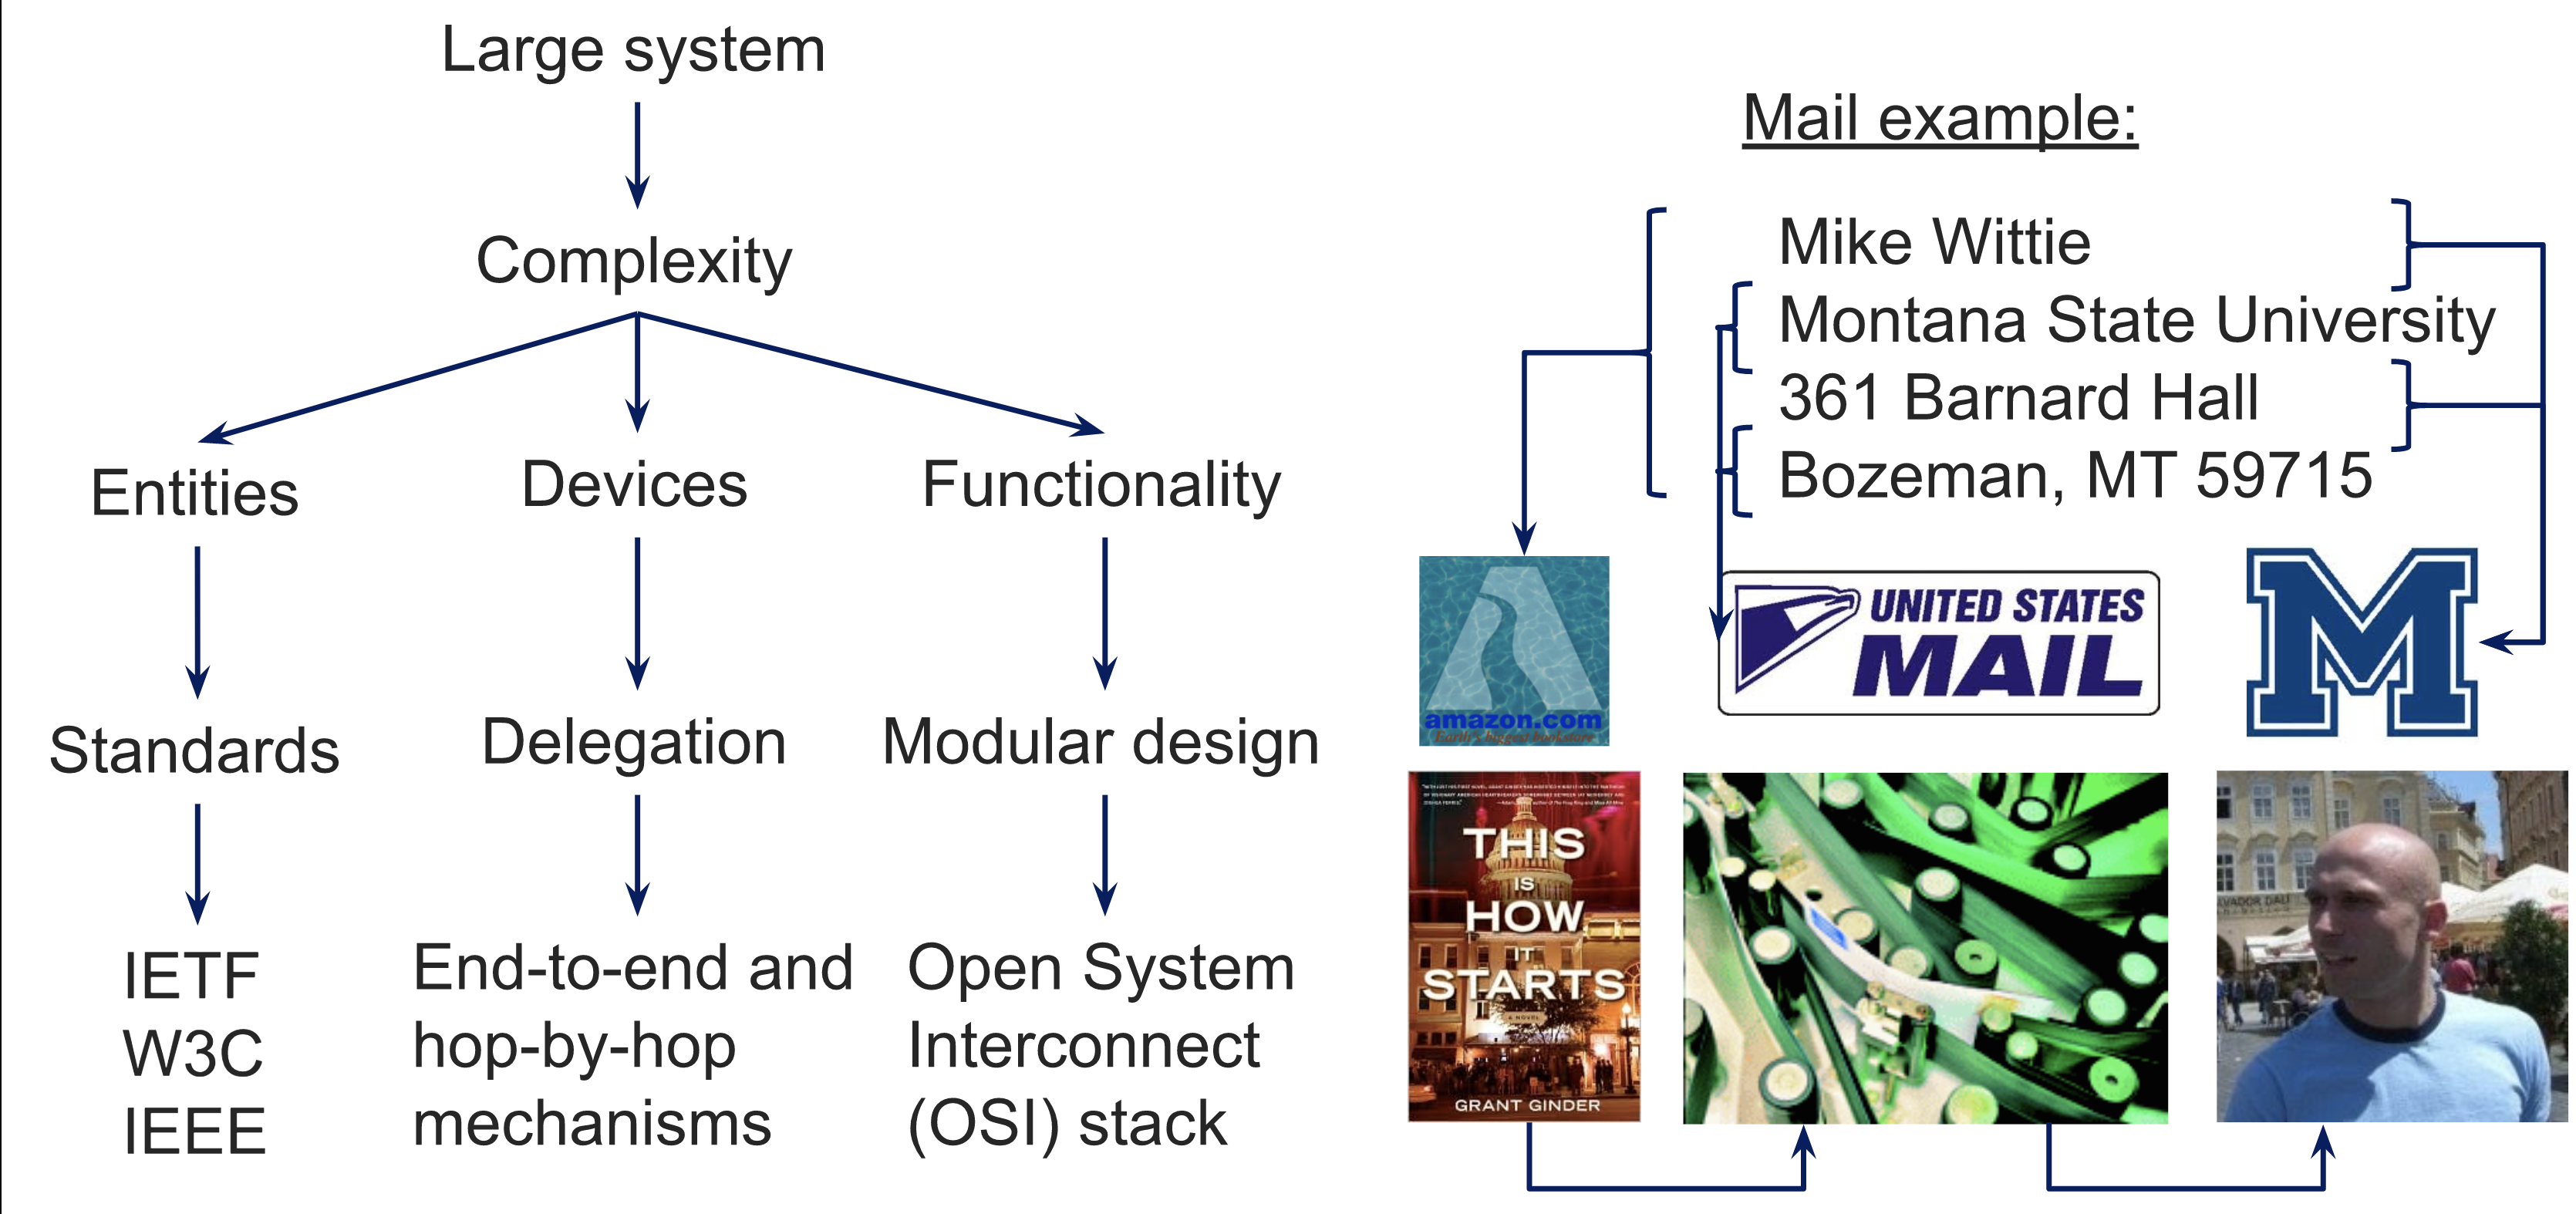 Large system
Complexity
Entities
Devices
Functionality
Standards
Delegation
Modular design
IETF
W3C
IEEE
End-to-end and
hop-by-hop
mechanisms
Open System
Interconnect
(OSI) stack
Mail example:
Mike Wittie
Montana State University
361 Barnard Hall
Bozeman, MT 59715
amazon.com
Earth's biggest bookstore
UNITED STATES
MAIL
M
THIS
IS
HOW
IT
STARTS
A NOVEL
GRANT GINDER